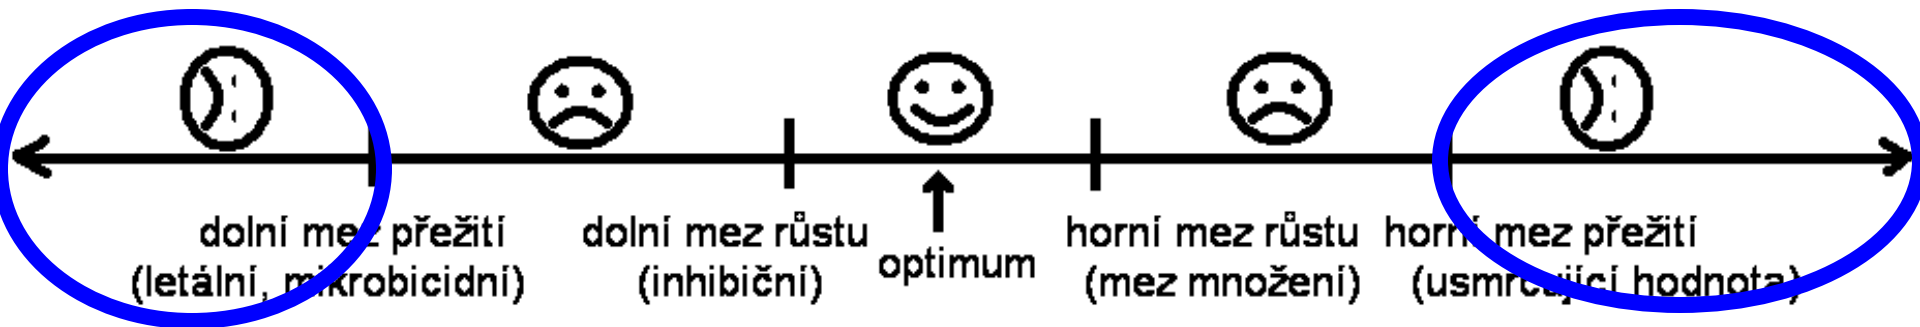 dolní mez přežití
(letální, mikrobicidní)
dolní mez růstu
(inhibiční)
optimum
horní mez růstu
(mez množení)
horní mez přežití
(usmrcující hodnota)